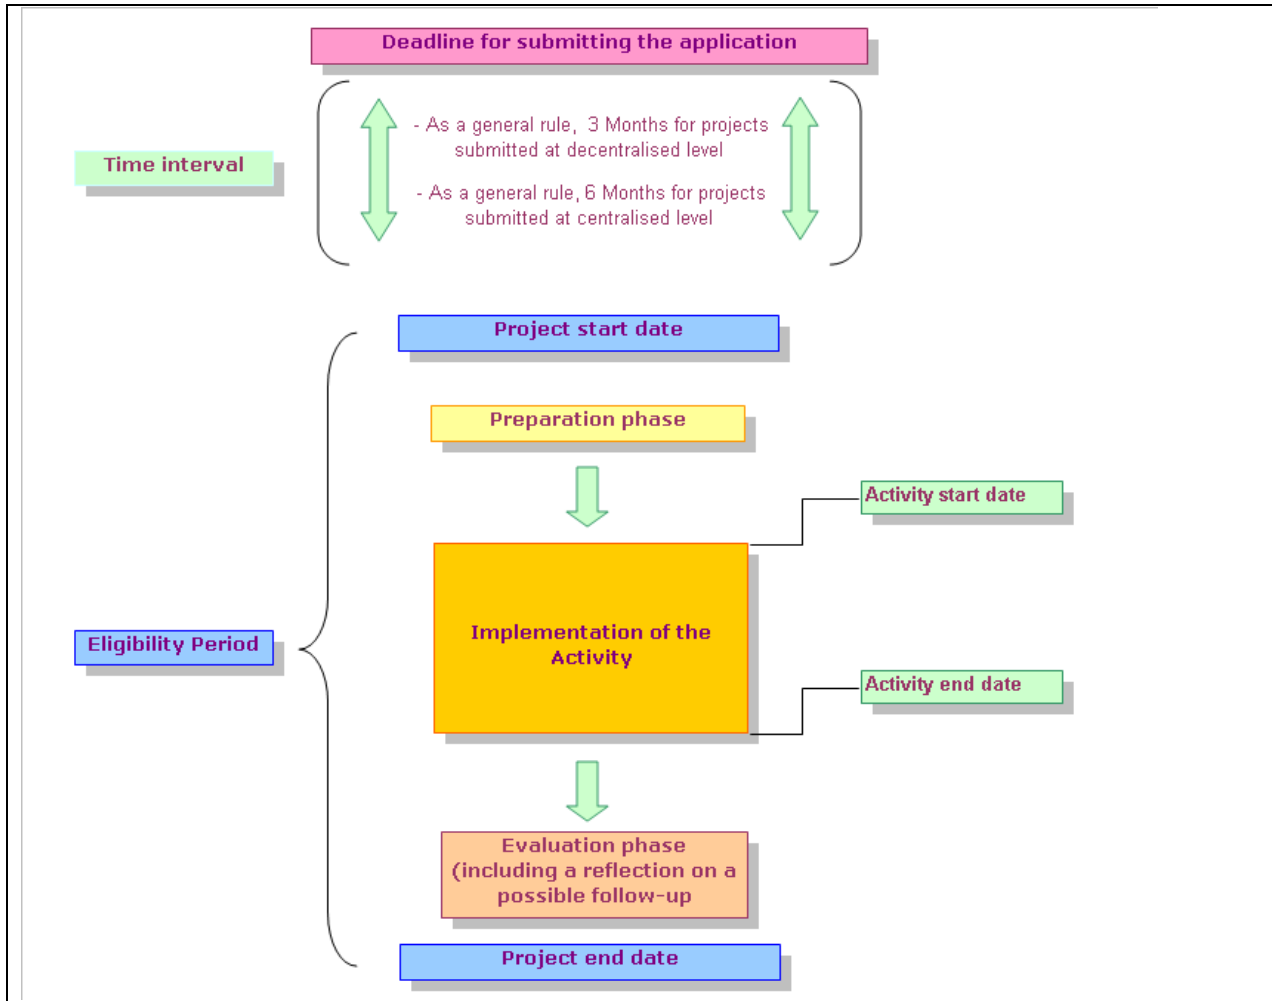 Deadline for submitting the application
- As a general rule, 3 Months for projects
submitted at decentralised level
Time interval
- As a general rule, 6 Months for projects
submitted at centralised level
Project start date
Preparation phase
Activity start date
Implementation of the
Activity
Eligibility Period
Activity end date
Evaluation phase
(including a reflection on a
possible follow-up
Project end date